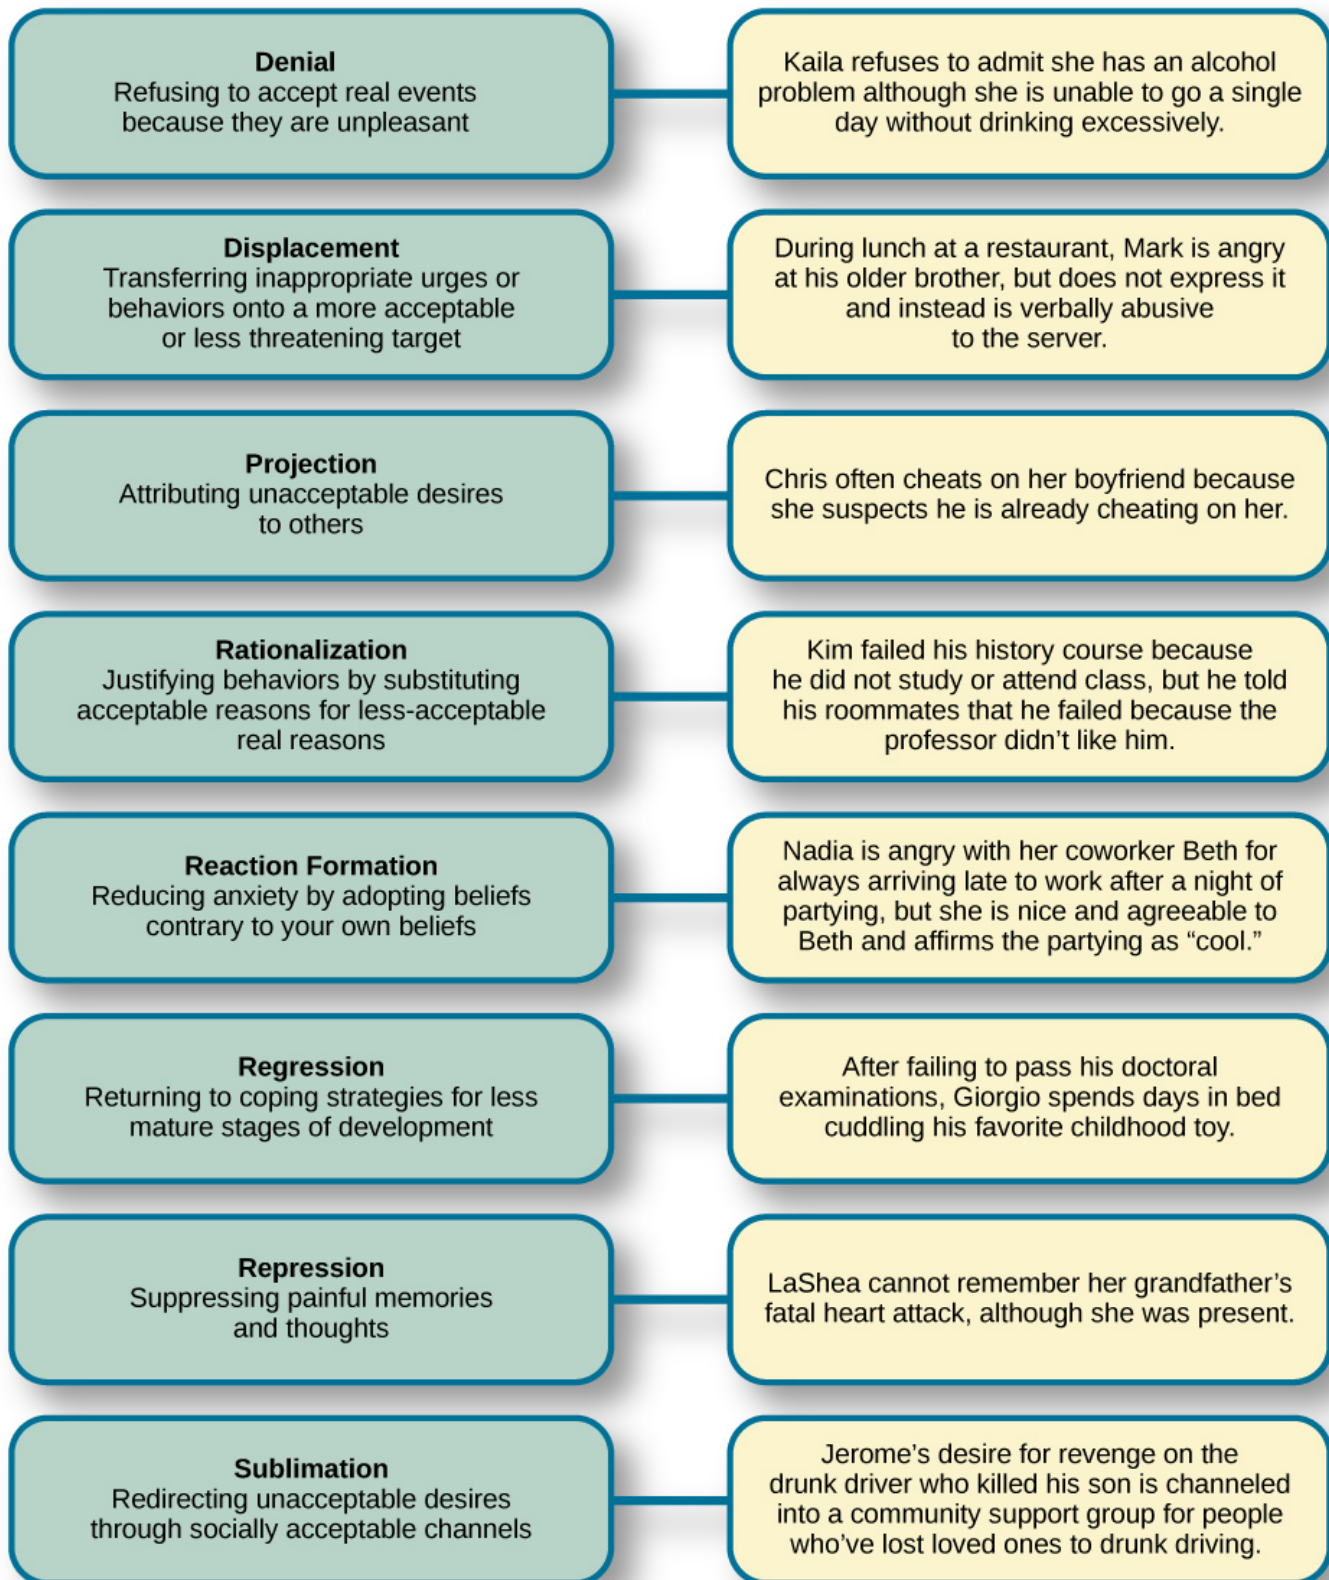 Denial
Refusing to accept real events
because they are unpleasant
Kaila refuses to admit she has an alcohol
problem although she is unable to go a single
day without drinking excessively.
Displacement
Transferring inappropriate urges or
behaviors onto a more acceptable
or less threatening target
During lunch at a restaurant, Mark is angry
at his older brother, but does not express it
and instead is verbally abusive
to the server.
Projection
Attributing unacceptable desires
to others
Chris often cheats on her boyfriend because
she suspects he is already cheating on her.
Rationalization
Justifying behaviors by substituting
acceptable reasons for less-acceptable
real reasons
Kim failed his history course because
he did not study or attend class, but he told
his roommates that he failed because the
professor didn’t like him.
Reaction Formation
Reducing anxiety by adopting beliefs
contrary to your own beliefs
Nadia is angry with her coworker Beth for
always arriving late to work after a night of
partying, but she is nice and agreeable to
Beth and affirms the partying as “cool.”
Regression
Returning to coping strategies for less
mature stages of development
After failing to pass his doctoral
examinations, Giorgio spends days in bed
cuddling his favorite childhood toy.
Repression
Suppressing painful memories
and thoughts
LaShea cannot remember her grandfather’s
fatal heart attack, although she was present.
Sublimation
Redirecting unacceptable desires
through socially acceptable channels
Jerome’s desire for revenge on the
drunk driver who killed his son is channeled
into a community support group for people
who’ve lost loved ones to drunk driving.